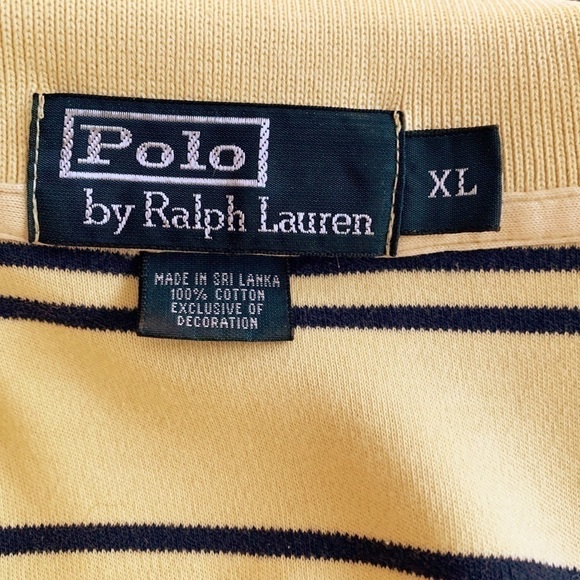 Polo
by Ralph Lauren
XL
MADE IN SRI LANKA
100% COTTON
EXCLUSIVE OF
DECORATION